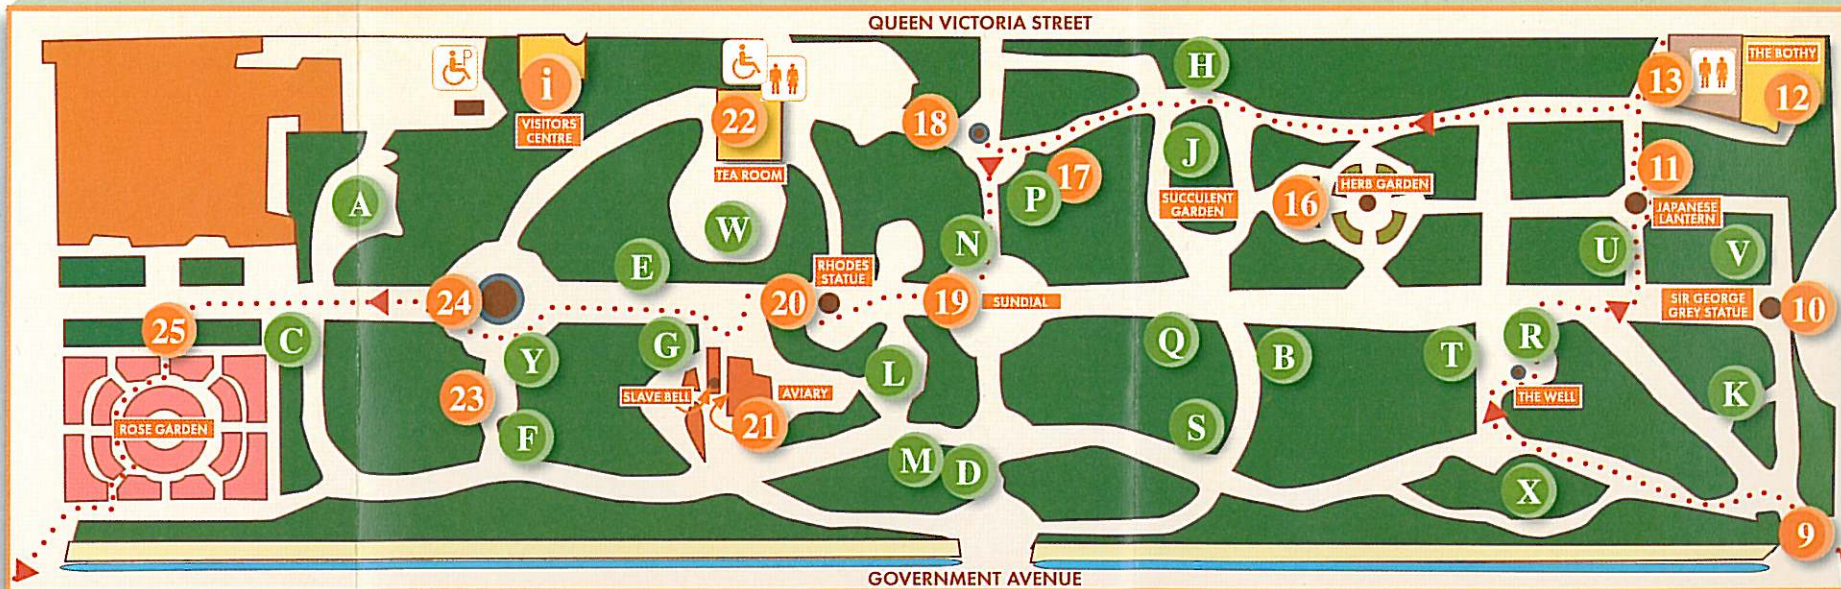 QUEEN VICTORIA STREET
H
P
THE BOTHY
i
13
12
22
18
VISITORS
CENTRE
J
11
TEA ROOM
17
HERB GARDEN
A
P
SUCCULENT
GARDEN
16
JAPANESE
LANTERN
W
N
U
V
E
RHODES
STATUE
24
20
19
SUNDIAL
SIR GEORGE
GREY STATUE
10
25
C
Y
G
L
Q
B
T
R
23
SLAVE BELL
AVIARY
THE WELL
K
ROSE GARDEN
F
21
S
M
D
X
9
GOVERNMENT AVENUE